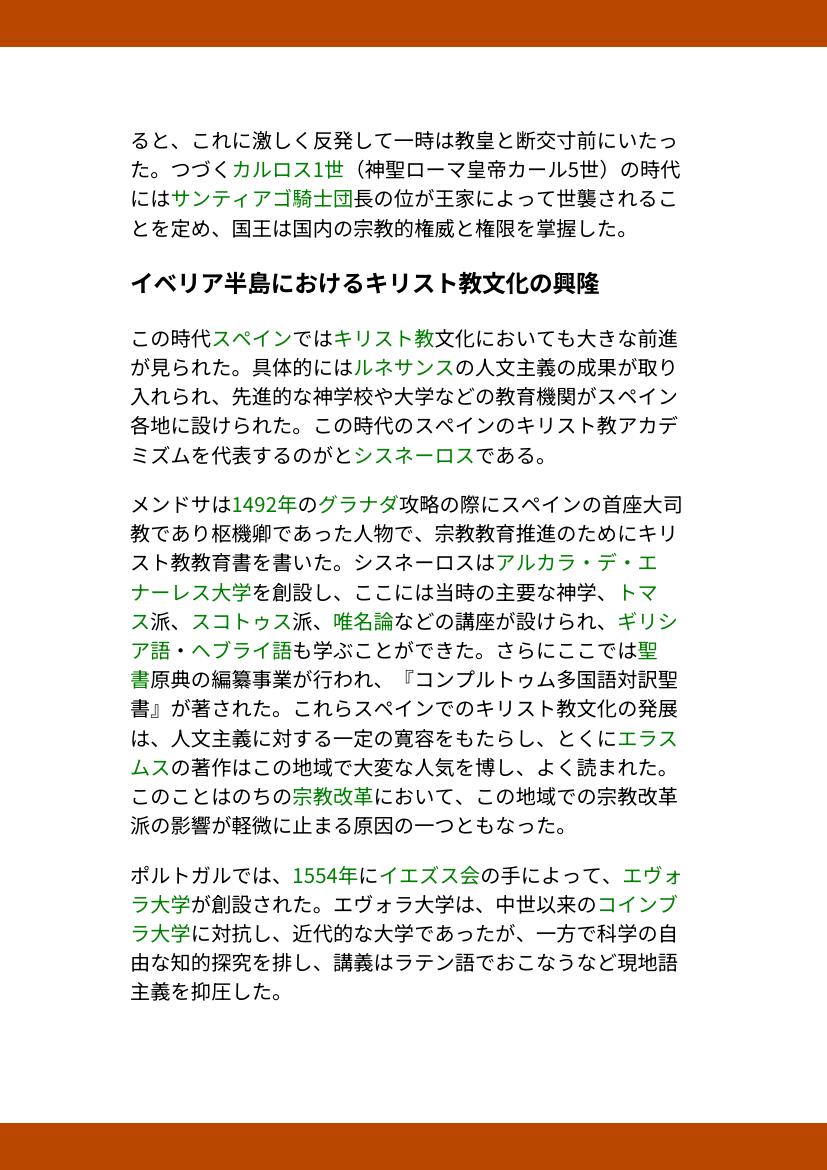 ると、これに激しく反発して一時は教皇と断交寸前にいたっ
た。つづくカルロス1世（神聖ローマ皇帝カール5世）の時代
にはサンティアゴ騎士団長の位が王家によって世襲されるこ
とを定め、国王は国内の宗教的権威と権限を掌握した。
イベリア半島におけるキリスト教文化の興隆
この時代スペインではキリスト教文化においても大きな前進
が見られた。具体的にはルネサンスの人文主義の成果が取り
入れられ、先進的な神学校や大学などの教育機関がスペイン
各地に設けられた。この時代のスペインのキリスト教アカデ
ミズムを代表するのがとシスネーロスである。
メンドサは1492年のグラナダ攻略の際にスペインの首座大司
教であり枢機卿であった人物で、宗教教育推進のためにキリ
スト教教育書を書いた。シスネーロスはアルカラ・デ・エ
ナーレス大学を創設し、ここには当時の主要な神学、トマ
ス派、スコトゥス派、唯名論などの講座が設けられ、ギリシ
ア語・ヘブライ語も学ぶことができた。さらにここでは聖
書原典の編纂事業が行われ、『コンプルトゥム多国語対訳聖
書』が著された。これらスペインでのキリスト教文化の発展
は、人文主義に対する一定の寛容をもたらし、とくにエラス
ムスの著作はこの地域で大変な人気を博し、よく読まれた。
このことはのちの宗教改革において、この地域での宗教改革
派の影響が軽微に止まる原因の一つともなった。
ポルトガルでは、1554年にイエズス会の手によって、エヴォ
ラ大学が創設された。エヴォラ大学は、中世以来のコインブ
ラ大学に対抗し、近代的な大学であったが、一方で科学の自
由な知的探究を排し、講義はラテン語でおこなうなど現地語
主義を抑圧した。